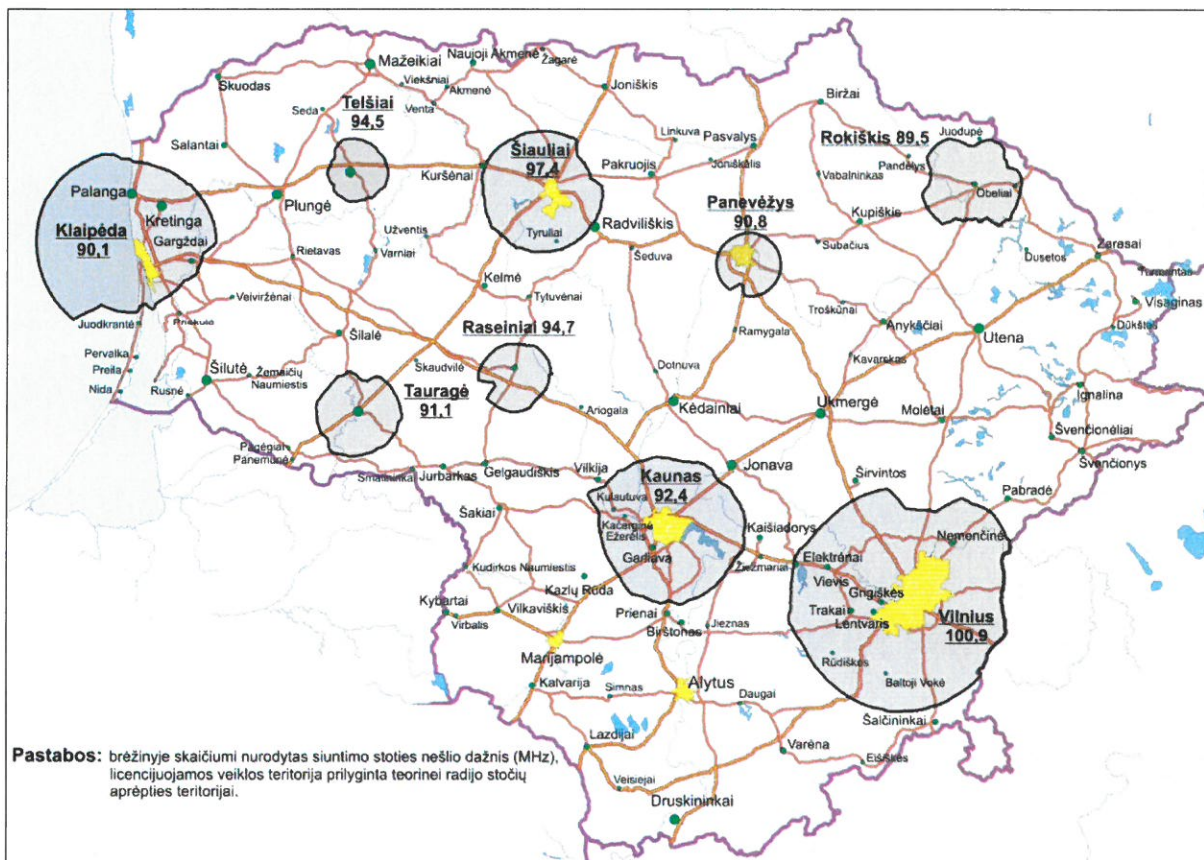 Mažeikiai
Naujoji Akmenė
Žagarė
Skuodas
Viekšniai
Akmenė
Joniškis
Seda
Telšiai
94,5
Venta
Biržai
Salantai
Linkuva
Pasvalys
Rokiškis 89,5
Juodupė
Šiauliai
97,4
Kuršėnai
Pakruojis
Joniškėlis
Pandėlys
Vabalninkas
Obeliai
Palanga
Kretinga
Plungė
Panevėžys
90,8
Kupiškis
Klaipėda
90,1
Gargždai
Užventis
Tyruliai
Radviliškis
Subačius
Rietavas
Varniai
Šeduva
Dusetos
Zarasai
Kelmė
Tytuvėnai
Veiviržėnai
Troškūnai
Visaginas
Juodkrantė
Priekulė
Raseiniai 94,7
Ramygala
Anykščiai
Dūkštos
Šilalė
Utena
Pervalka
Preila
Skaudvilė
Kavarskas
Nida
Rusnė
Šilutė
Žemaičių
Naumiestis
Dotnuva
Ignalina
Tauragė
91,1
Ariogala
Kėdainiai
Ukmergė
Molėtai
Švenčionėliai
Pagėgiai
Panemunė
Švenčionys
Smalininkai
Jurbarkas
Gelgaudiškis
Vilkija
Jonava
Širvintos
Kaunas
92,4
Pabradė
Šakiai
Kulautuva
Kačerginė
Ežerėlis
Kaišiadorys
Nemenčinė
Garliava
Žiežmariai
Elektrėnai
Kudirkos Naumiestis
Vievis
Kazlų Rūda
Grigiškės
Kybartai
Vilkaviškis
Prienai
Trakai
Lentvaris
Vilnius
100,9
Virbalis
Birštonas
Jieznas
Marijampolė
Rūdiškės
Baltoji Vokė
Kalvarija
Simnas
Alytus
Daugai
Šalčininkai
Lazdijai
Varėna
Eišiškės
Pastabos: brėžinyje skaičiumi nurodytas siuntimo stoties nešlio dažnis (MHz),
licencijuojamos veiklos teritorija prilyginta teorinei radijo stočių
aprėpties teritorijai.
Veisiejai
Druskininkai